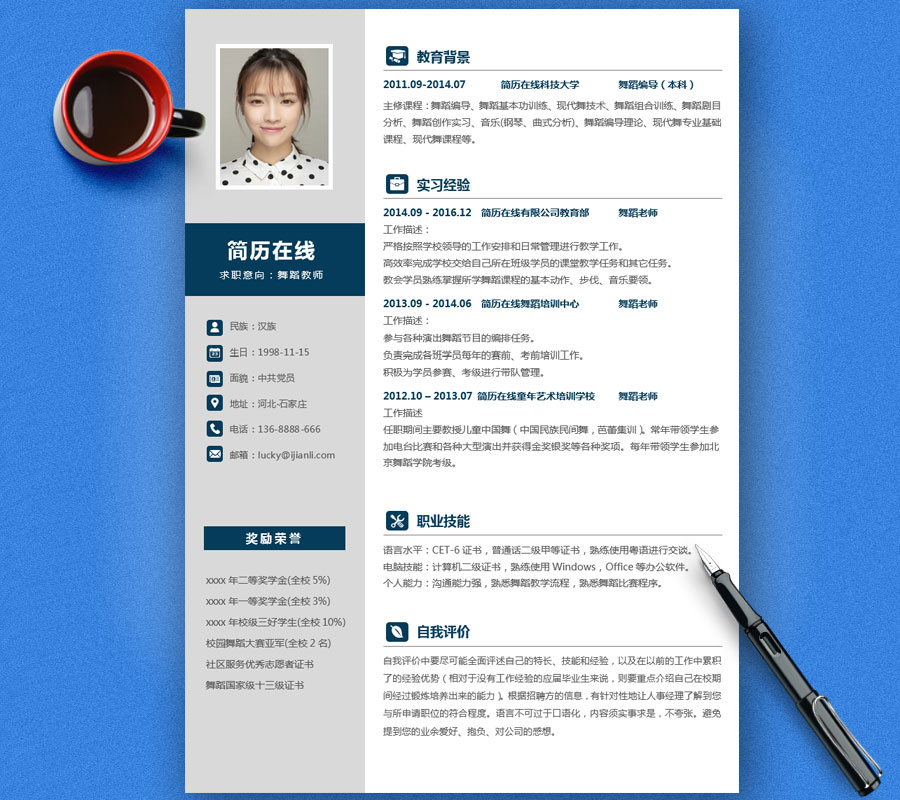 简历在线
求职意向：舞蹈教师
民族：汉族
生日：1998-11-15
面貌：中共党员
地址：河北-石家庄
电话：136-8888-666
邮箱：lucky@ijianli.com
奖励荣誉
xxxx 年二等奖学金(全校 5%)
xxxx 年一等奖学金(全校 3%)
xxxx 年校级三好学生(全校 10%)
校园舞蹈大赛亚军(全校 2 名)
社区服务优秀志愿者证书
舞蹈国家级十三级证书
教育背景
2011.09-2014.07 简历在线科技大学 舞蹈编导（本科）
主修课程：舞蹈编导、舞蹈基本功训练、现代舞技术、舞蹈组合训练、舞蹈剧目
分析、舞蹈创作实习、音乐(钢琴、曲式分析)、舞蹈编导理论、现代舞专业基础
课程、现代舞课程等。
实习经验
2014.09 - 2016.12 简历在线有限公司教育部 舞蹈老师
工作描述：
严格按照学校领导的工作安排和日常管理进行教学工作。
高效率完成学校交给自己所在班级学员的课堂教学任务和其它任务。
教会学员熟练掌握所学舞蹈课程的基本动作、步伐、音乐要领。
2013.09 - 2014.06 简历在线舞蹈培训中心 舞蹈老师
工作描述：
参与各种演出舞蹈节目的编排任务。
负责完成各班学员每年的赛前、考前培训工作。
积极为学员参赛、考级进行带队管理。
2012.10 – 2013.07 简历在线童年艺术培训学校 舞蹈老师
工作描述
任职期间主要教授儿童中国舞（中国民族民间舞，芭蕾集训）。常年带领学生参
加电台比赛和各种大型演出并获得金奖银奖等各种奖项。每年带领学生参加北
京舞蹈学院考级。
职业技能
语言水平：CET-6 证书，普通话二级甲等证书，熟练使用粤语进行交谈。
电脑技能：计算机二级证书，熟练使用 Windows，Office 等办公软件。
个人能力：沟通能力强，熟悉舞蹈教学流程，熟悉舞蹈比赛程序。
自我评价
自我评价中要尽可能全面评述自己的特长、技能和经验，以及在以前的工作中累积
了的经验优势（相对于没有工作经验的应届毕业生来说，则要重点介绍自己在校期
间经过锻炼培养出来的能力）。根据招聘方的信息，有针对性地让人事经理了解到您
与所申请职位的符合程度。语言不可过于口语化，内容须实事求是，不夸张。避免
提到您的业余爱好、抱负、对公司的感想。